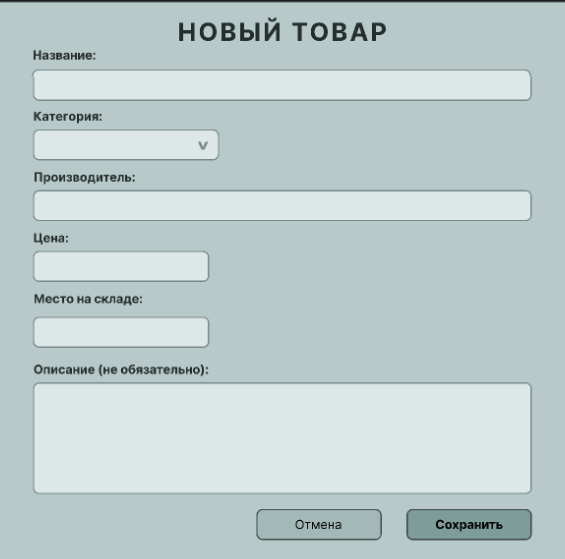 НОВЫЙ ТОВАР
Название:
Категория:
Производитель:
Цена:
Место на складе:
Описание (не обязательно):
Отмена
Сохранить